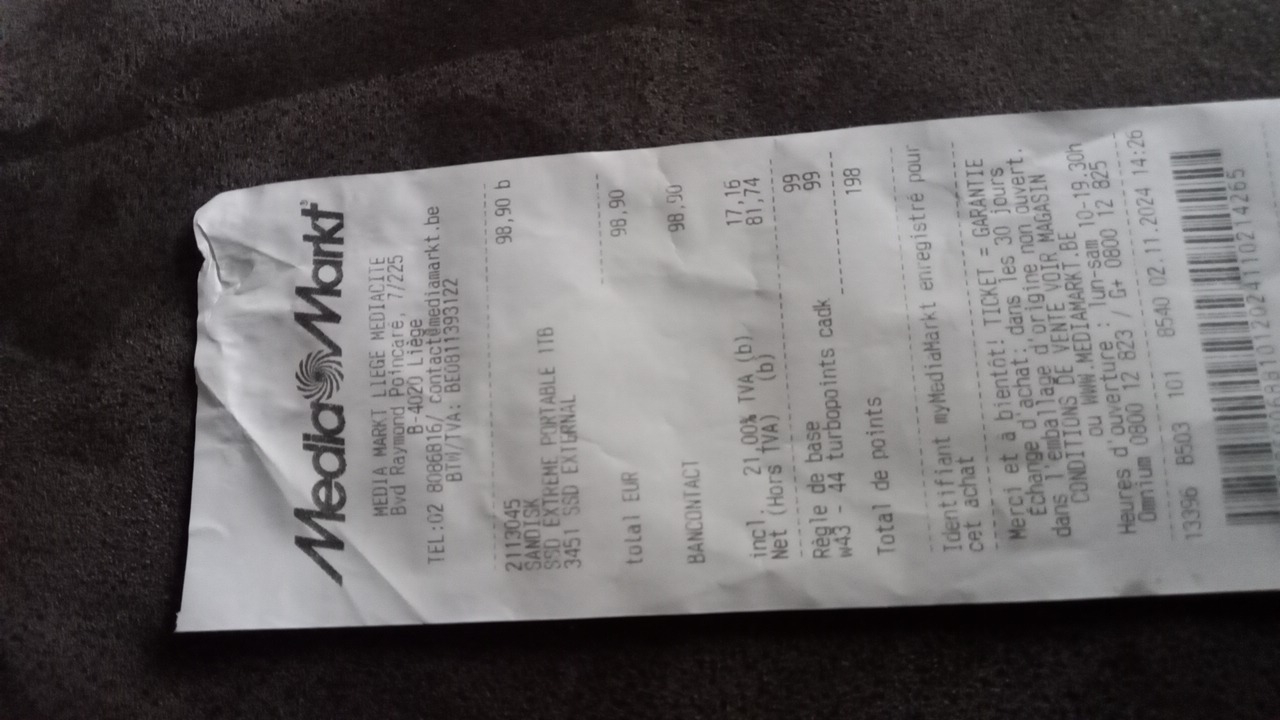 Media Markt
MEDIA MARKT LIEGE MEDIACITE
Bvd Raymond Poincaré, 7/225
B-4020 Liège
TEL:02 8086816/ contact@mediamarkt.be
BTW/TVA: BE0811393122
2113045 98,90 b
SANDISK
SSD EXTREME PORTABLE 1TB
3451 SSD EXTERNAL
total EUR 98,90
BANCONTACT 98,90
incl. 21,00% TVA (b) 17,16
Net (Hors TVA) (b) 81,74
Règle de base 99
w43 - 44 turbopoints cadk 99
Total de points 198
Identifiant myMediaMarkt enregistré pour
cet achat
Merci et à bientôt! TICKET = GARANTIE
Échange d'achat: dans les 30 jours
dans l'emballage d'origine non ouvert.
CONDITIONS DE VENTE VOIR MAGASIN
ou WWW.MEDIAMARKT.BE
Heures d'ouverture : lun-sam 10-19.30h
Omnium 0800 12 823 / G+ 0800 12 825
13396 8503 101 8540 02.11.2024 14:26